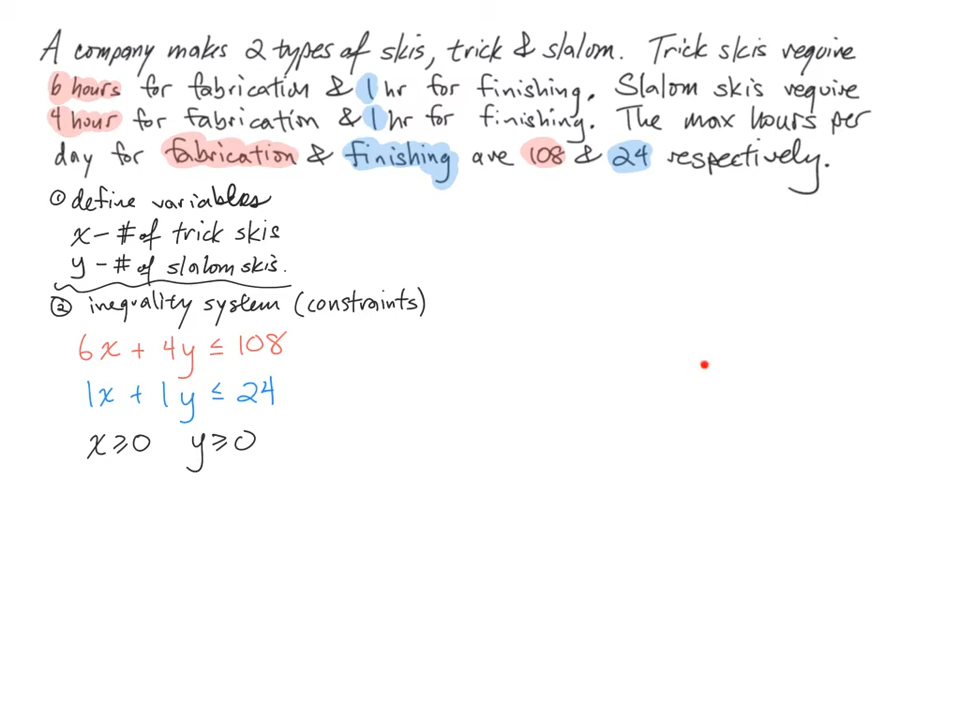 A company makes 2 types of skis, trick & slalom. Trick skis require
6 hours for fabrication & 1 hr for finishing. Slalom skis require
4 hour for fabrication & 1 hr for finishing. The max hours per
day for fabrication & finishing are 108 & 24 respectively.
① define variables
x - # of trick skis
y - # of slalom skis.
② inequality system (constraints)
6x + 4y ≤ 108
1x + 1y ≤ 24
x ≥ 0 y ≥ 0